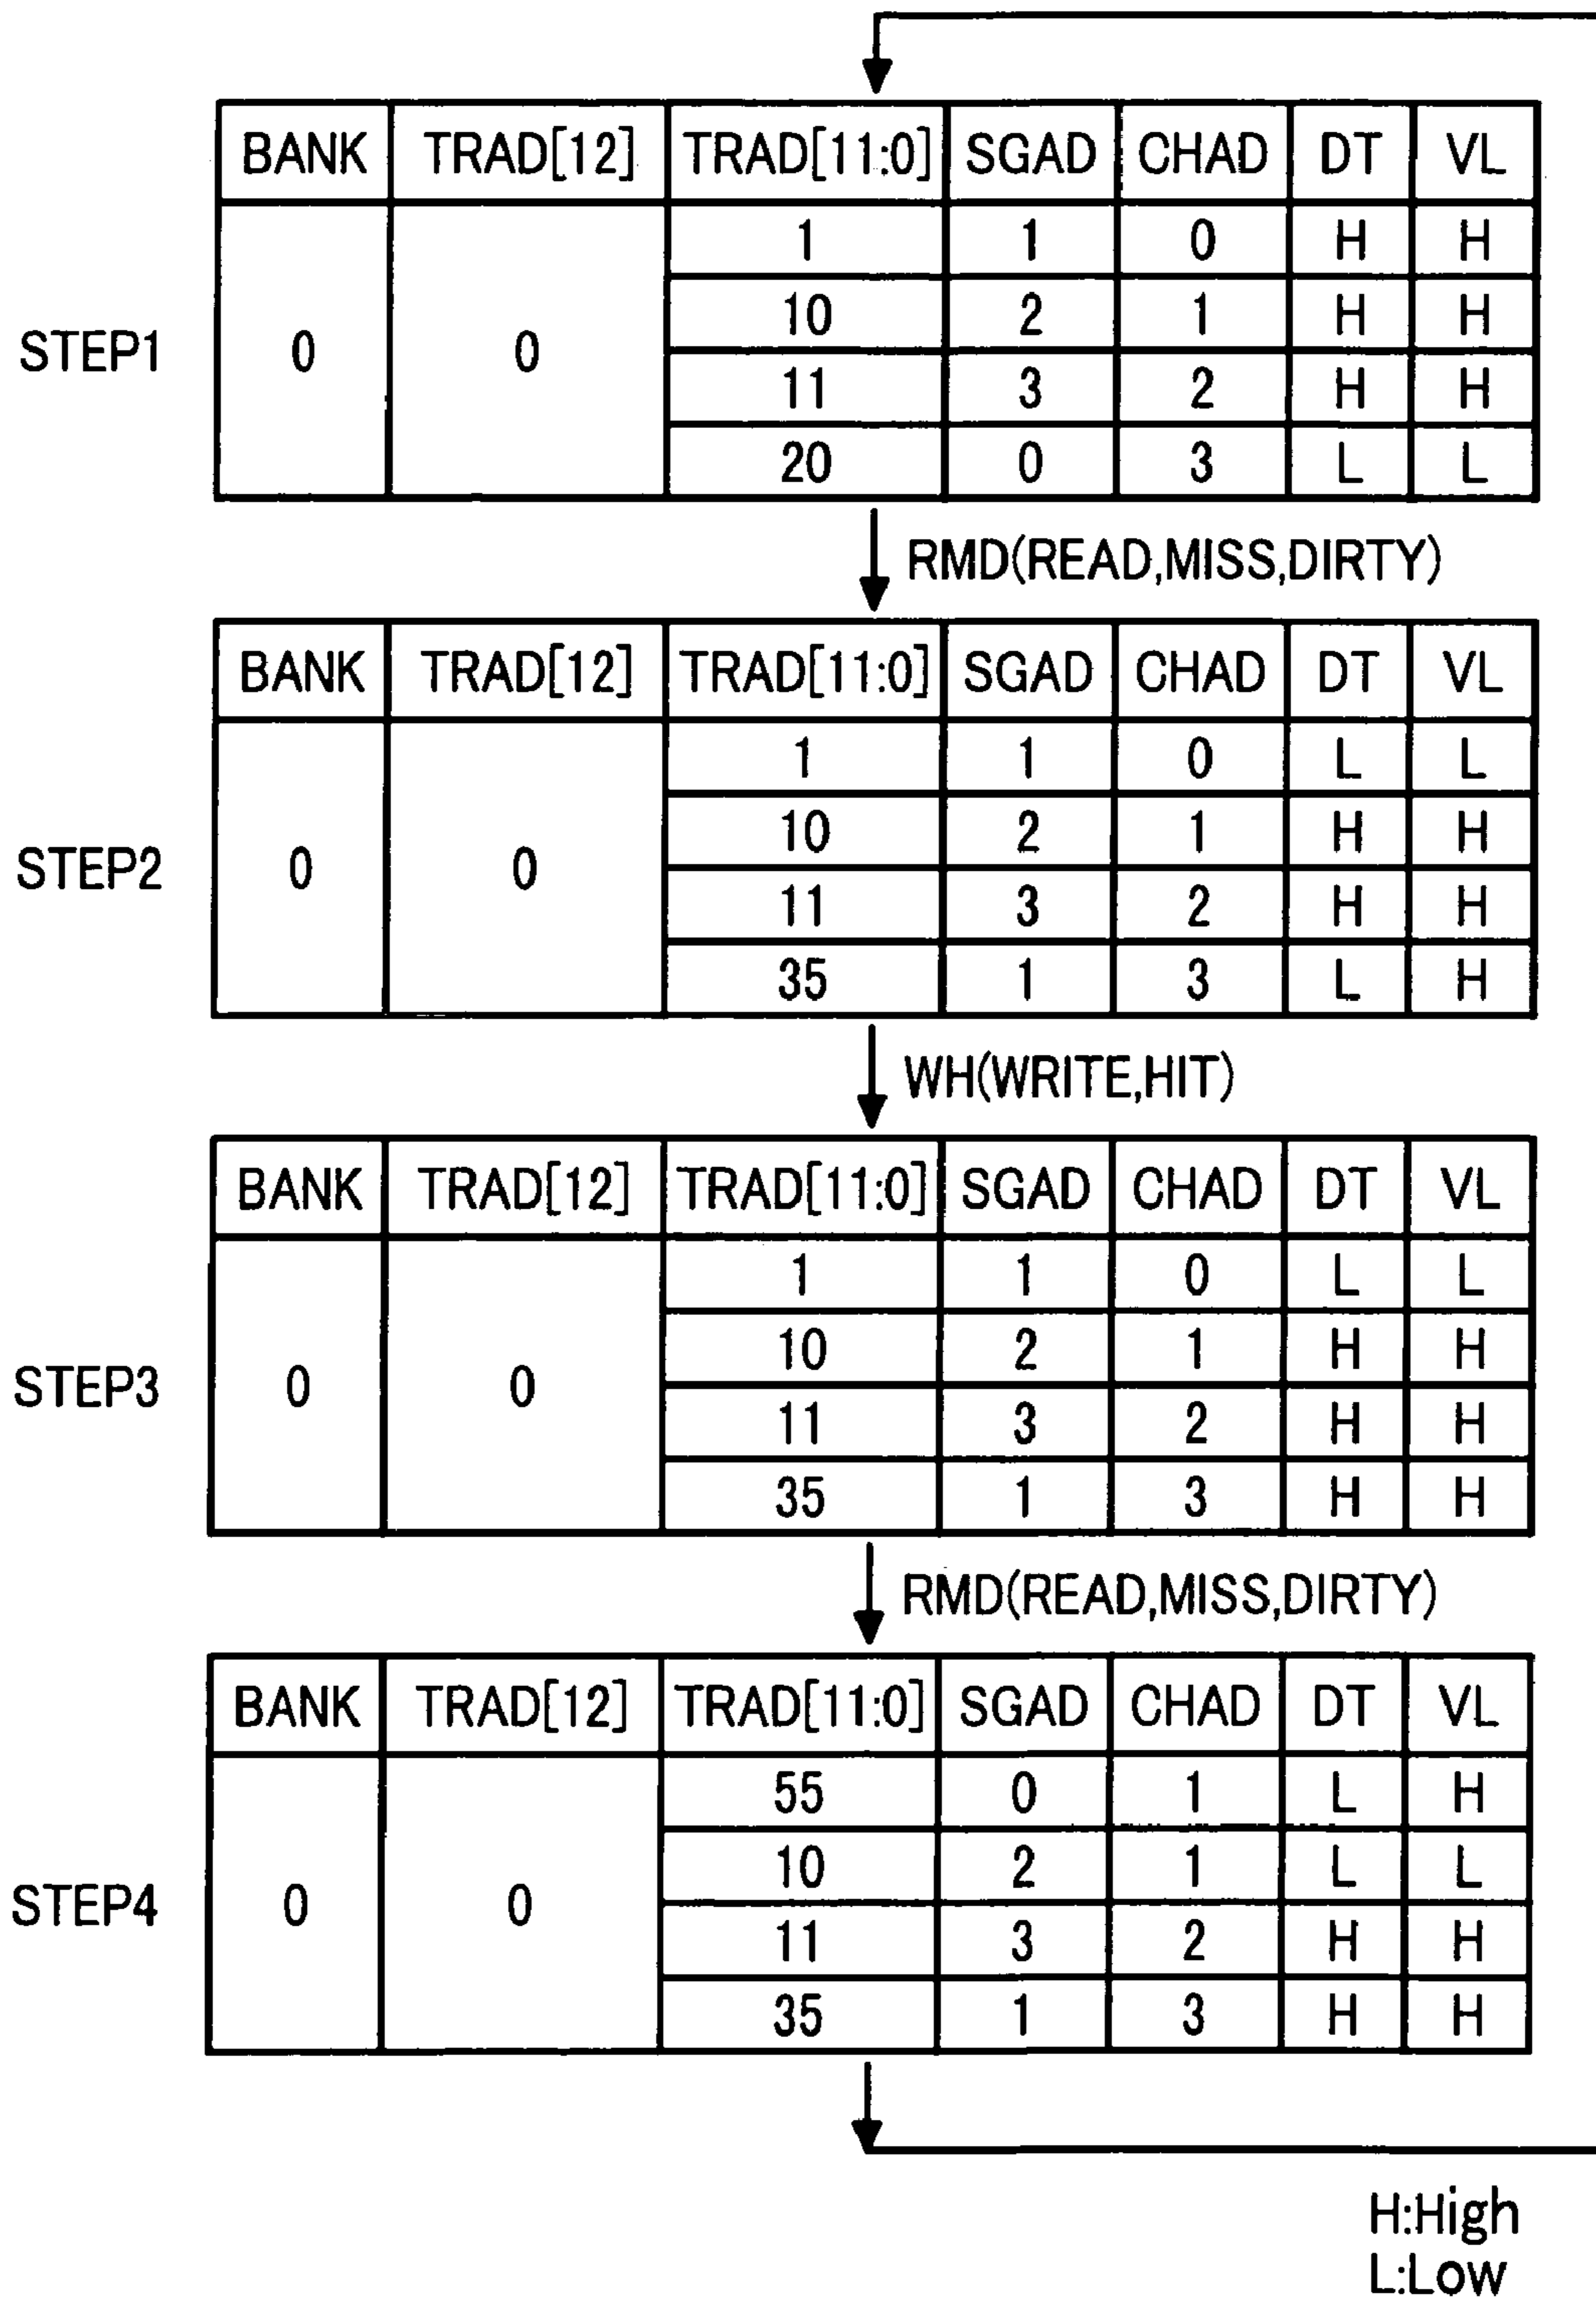 BANK TRAD[12] TRAD[11:0] SGAD CHAD DT VL
1 1 0 H H
10 2 1 H H
STEP1 0 0
11 3 2 H H
20 0 3 L L
RMD(READ,MISS,DIRTY)
BANK TRAD[12] TRAD[11:0] SGAD CHAD DT VL
1 1 0 L L
10 2 1 H H
STEP2 0 0
11 3 2 H H
35 1 3 L H
WH(WRITE,HIT)
BANK TRAD[12] TRAD[11:0] SGAD CHAD DT VL
1 1 0 L L
10 2 1 H H
STEP3 0 0
11 3 2 H H
35 1 3 H H
RMD(READ,MISS,DIRTY)
BANK TRAD[12] TRAD[11:0] SGAD CHAD DT VL
55 0 1 L H
10 2 1 L L
STEP4 0 0
11 3 2 H H
35 1 3 H H
H:High
L:Low